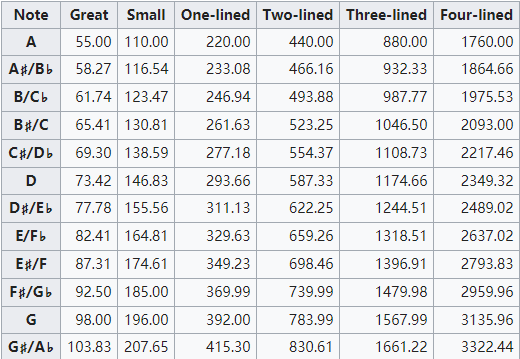 Note Great Small One-lined Two-lined Three-lined Four-lined
A 55.00 110.00 220.00 440.00 880.00 1760.00
A♯/B♭ 58.27 116.54 233.08 466.16 932.33 1864.66
B/C♭ 61.74 123.47 246.94 493.88 987.77 1975.53
B♯/C 65.41 130.81 261.63 523.25 1046.50 2093.00
C♯/D♭ 69.30 138.59 277.18 554.37 1108.73 2217.46
D 73.42 146.83 293.66 587.33 1174.66 2349.32
D♯/E♭ 77.78 155.56 311.13 622.25 1244.51 2489.02
E/F♭ 82.41 164.81 329.63 659.26 1318.51 2637.02
E♯/F 87.31 174.61 349.23 698.46 1396.91 2793.83
F♯/G♭ 92.50 185.00 369.99 739.99 1479.98 2959.96
G 98.00 196.00 392.00 783.99 1567.99 3135.96
G♯/A♭ 103.83 207.65 415.30 830.61 1661.22 3322.44